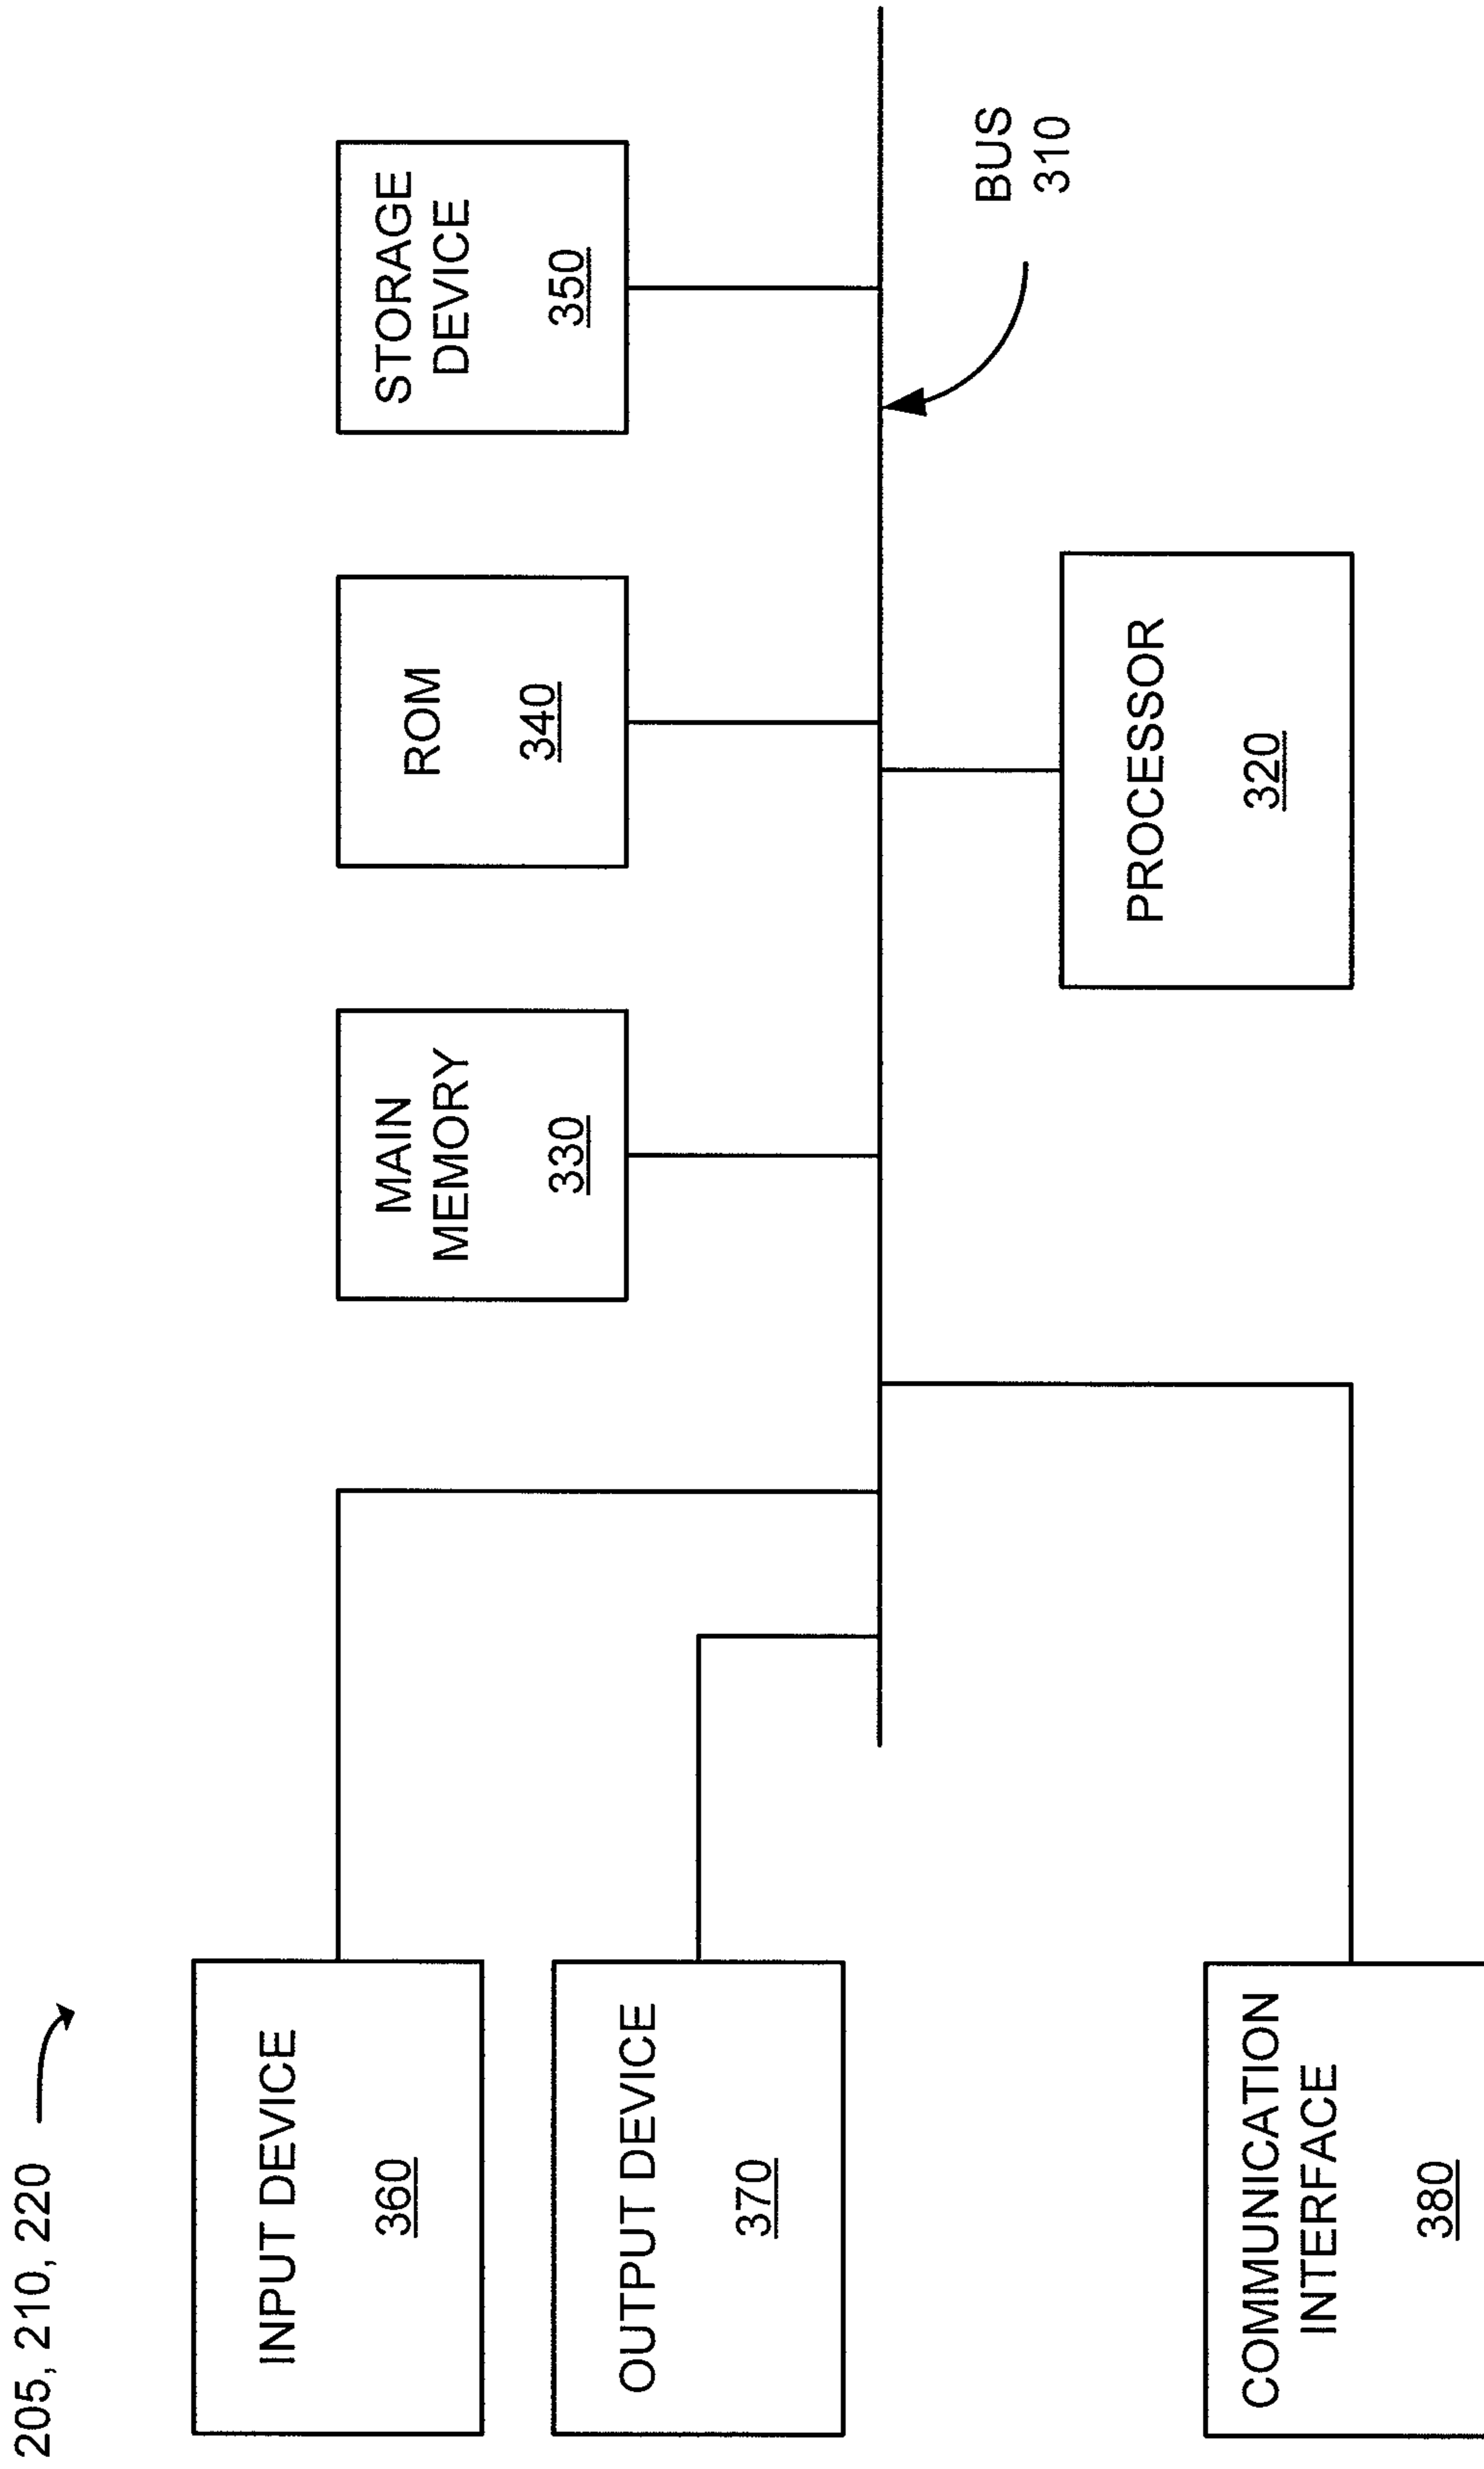 205, 210, 220
INPUT DEVICE
360
OUTPUT DEVICE
370
COMMUNICATION
INTERFACE
380
MAIN
MEMORY
330
ROM
340
STORAGE
DEVICE
350
PROCESSOR
320
BUS
310